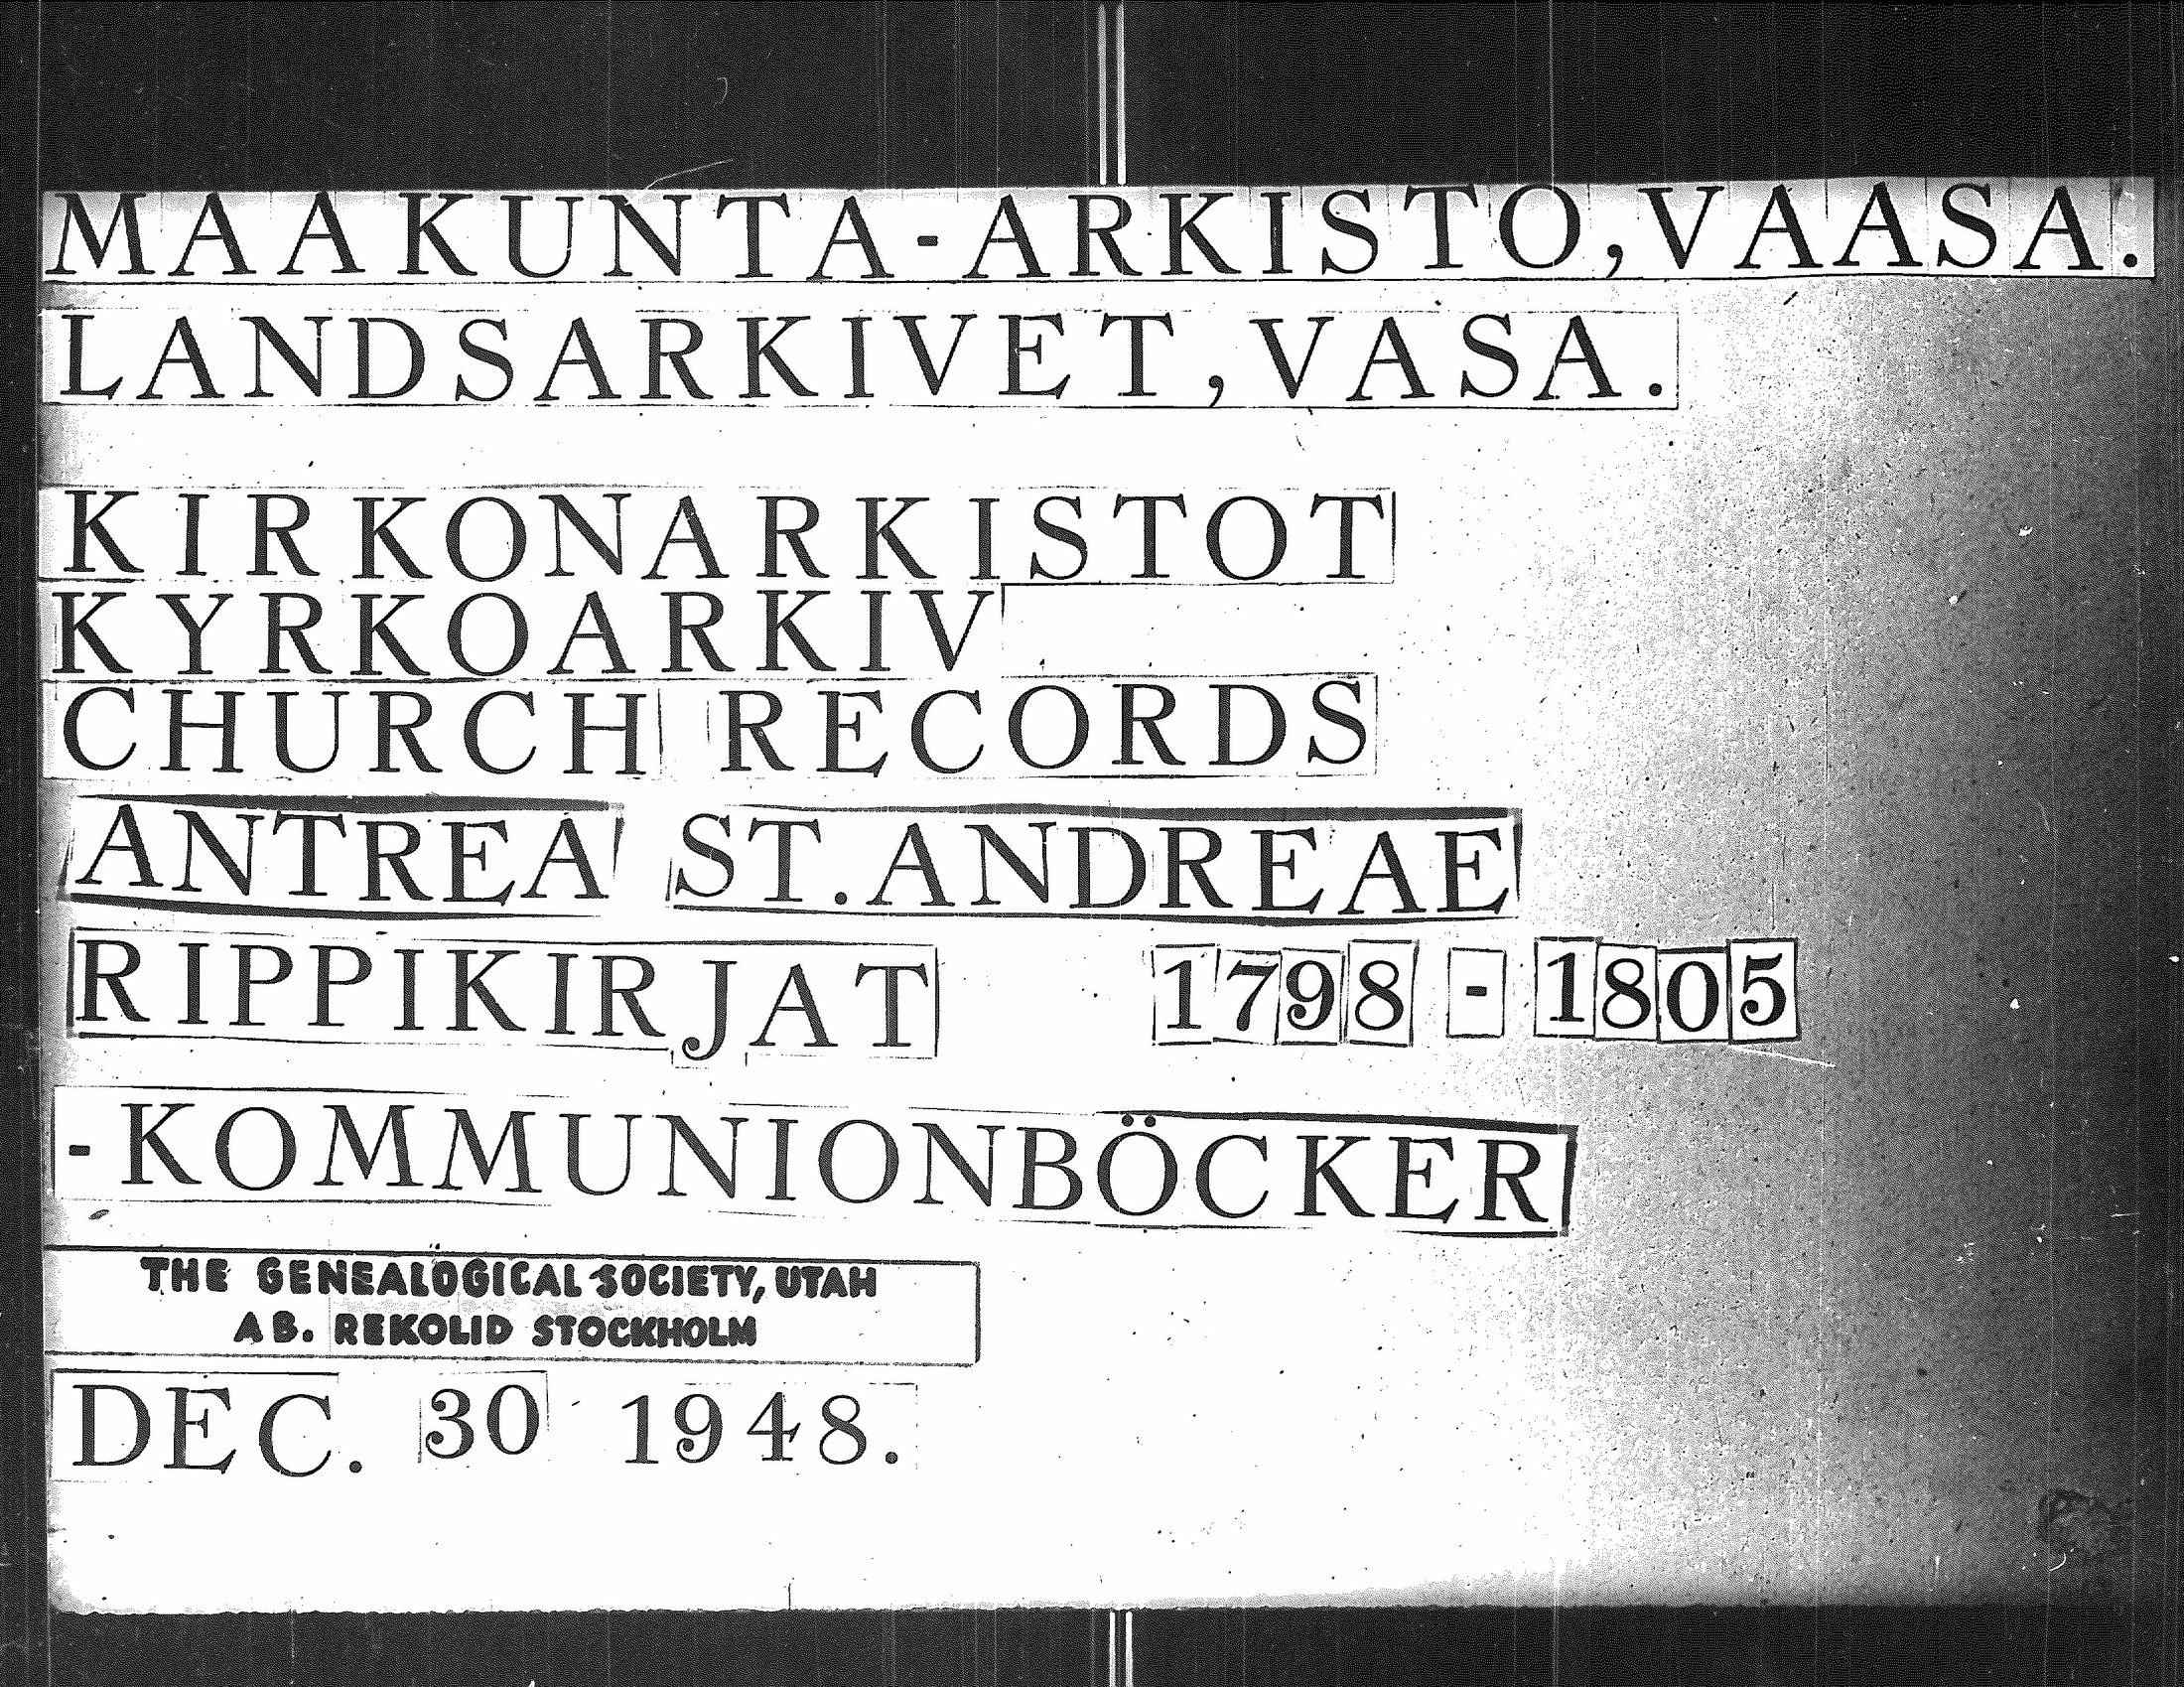 MAAKUNTA-ARKISTO, VAASA.
LANDSARKIVET, VASA.
KIRKONARKISTOT
KYRKOARKIV
CHURCH RECORDS
ANTREA ST. ANDREAE
RIPPIKIRJAT 1798 - 1805
-KOMMUNIONBÖCKER
THE GENEALOGICAL SOCIETY, UTAH
AB. REKOLID STOCKHOLM
DEC. 30 1948.